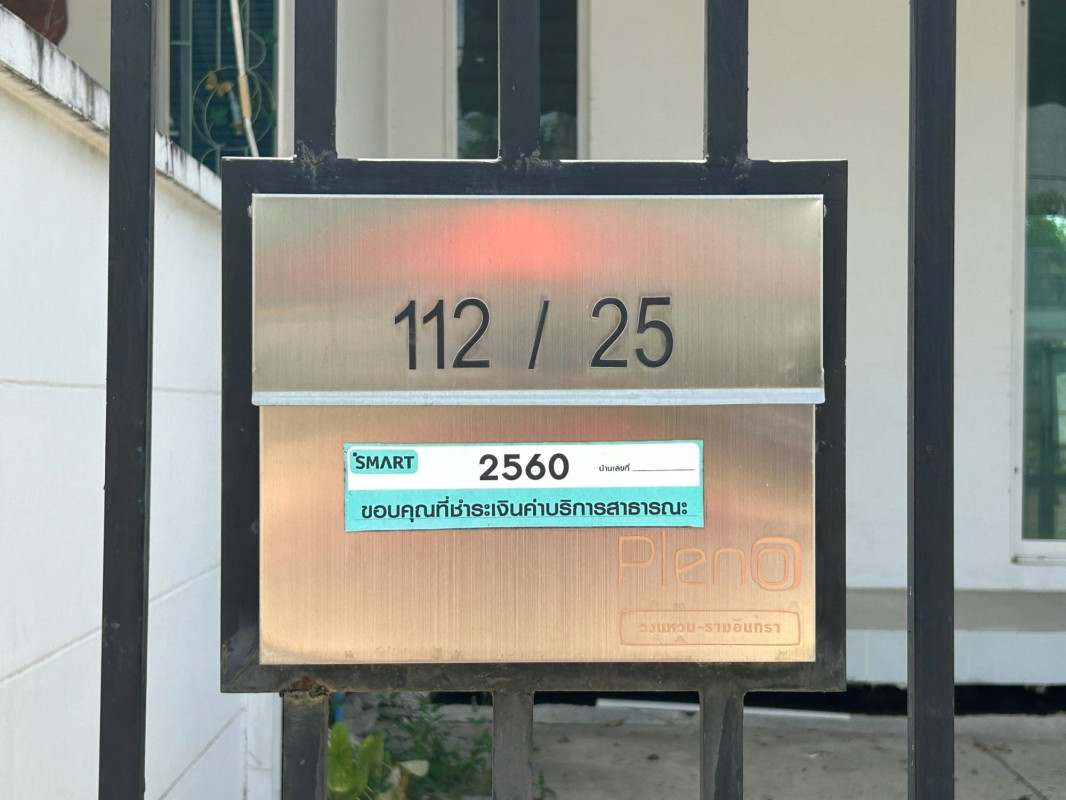 112 / 25
SMART 2560 บ้านเลขที่
ขอบคุณที่ชำระเงินค่าบริการสาธารณะ
Pleno
วงแหวน-รามอินทรา